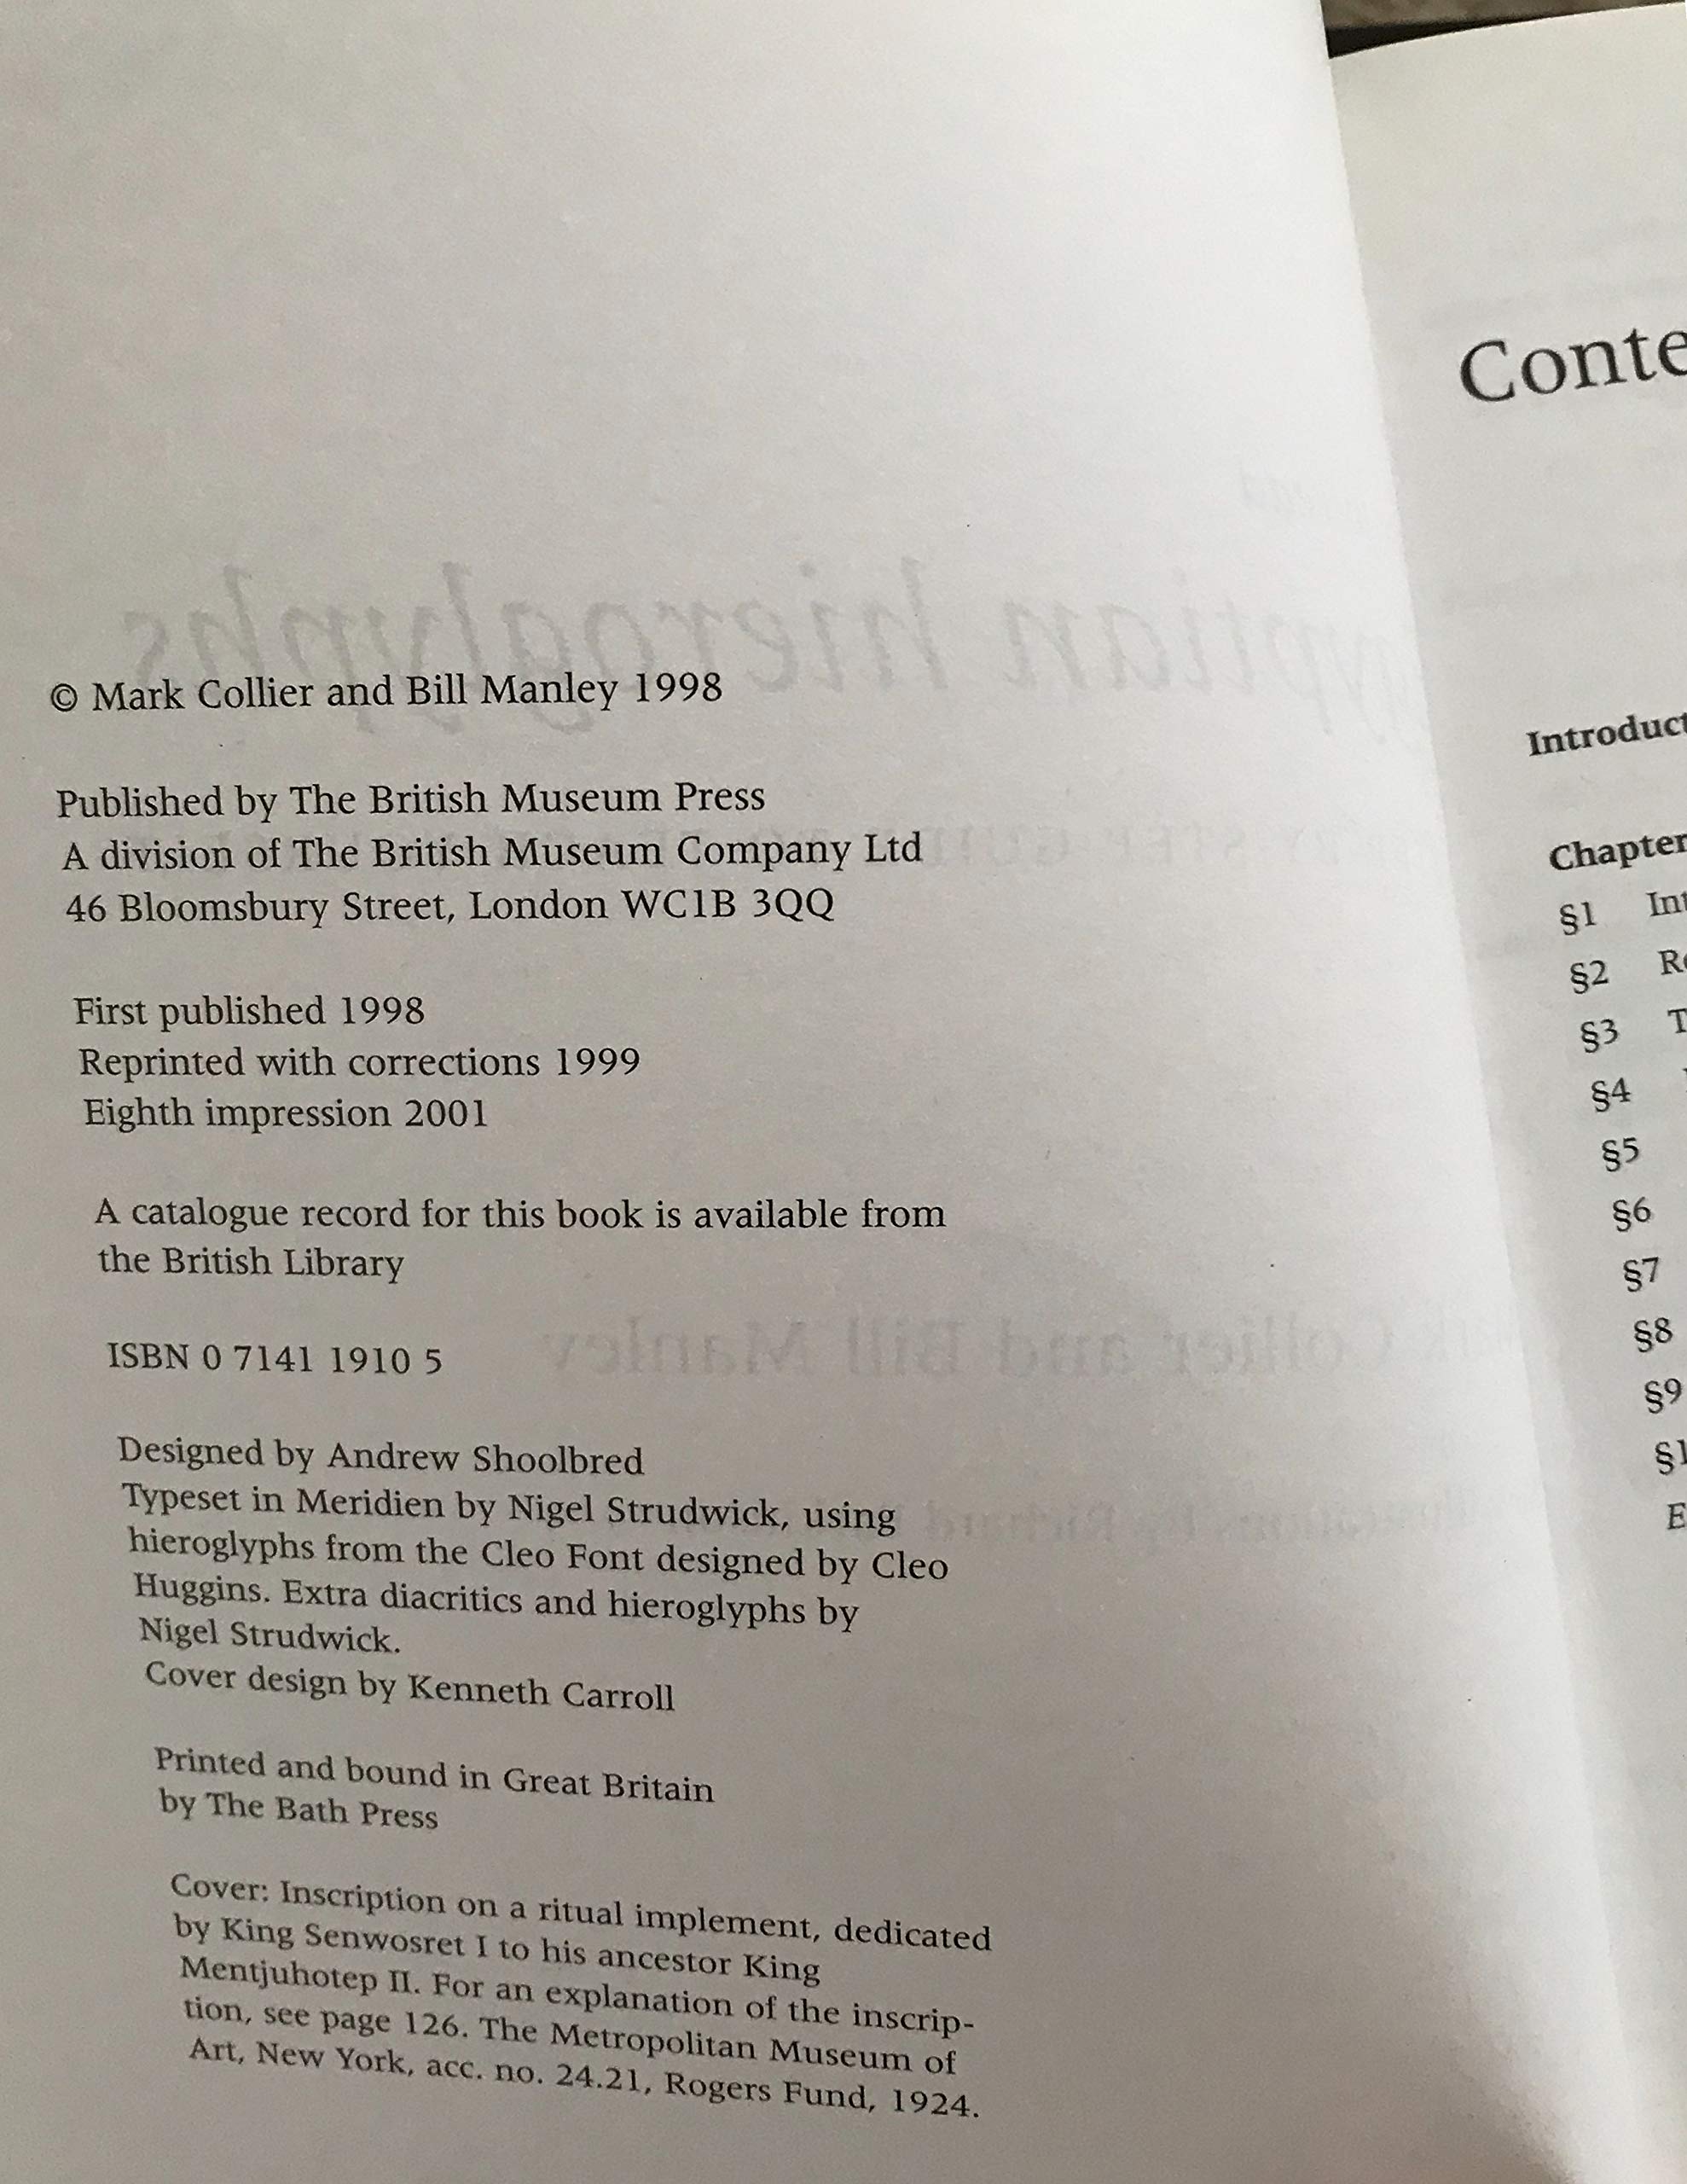 © Mark Collier and Bill Manley 1998
Published by The British Museum Press
A division of The British Museum Company Ltd
46 Bloomsbury Street, London WC1B 3QQ
First published 1998
Reprinted with corrections 1999
Eighth impression 2001
A catalogue record for this book is available from
the British Library
ISBN 0 7141 1910 5
Designed by Andrew Shoolbred
Typeset in Meridien by Nigel Strudwick, using
hieroglyphs from the Cleo Font designed by Cleo
Huggins. Extra diacritics and hieroglyphs by
Nigel Strudwick.
Cover design by Kenneth Carroll
Printed and bound in Great Britain
by The Bath Press
Cover: Inscription on a ritual implement, dedicated
by King Senwosret I to his ancestor King
Mentjuhotep II. For an explanation of the inscrip-
tion, see page 126. The Metropolitan Museum of
Art, New York, acc. no. 24.21, Rogers Fund, 1924.
Conte
Introduct
Chapter
§1 Int
§2 Re
§3 T
§4
§5
§6
§7
§8
§9
§1
E